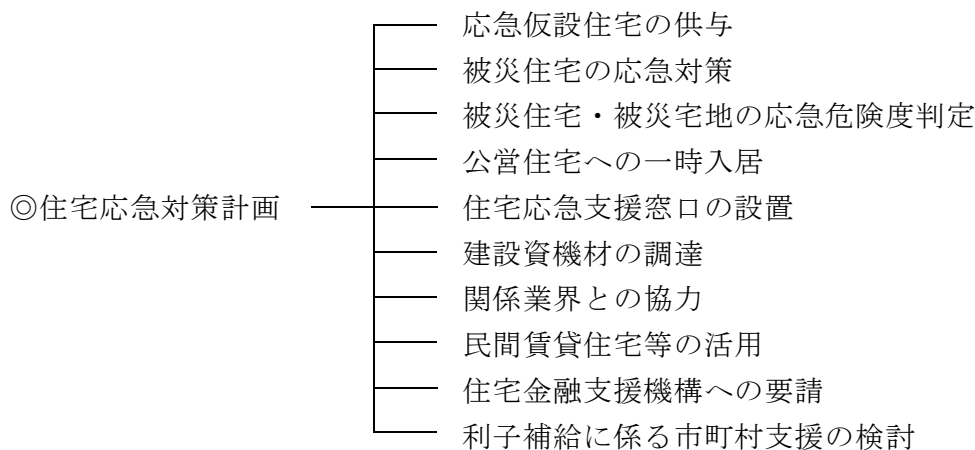 ◎住宅応急対策計画
応急仮設住宅の供与
被災住宅の応急対策
被災住宅・被災宅地の応急危険度判定
公営住宅への一時入居
住宅応急支援窓口の設置
建設資機材の調達
関係業界との協力
民間賃貸住宅等の活用
住宅金融支援機構への要請
利子補給に係る市町村支援の検討